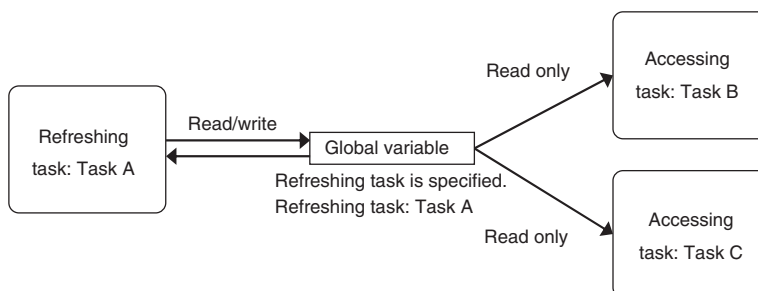 Refreshing
task: Task A
Read/write
Global variable
Refreshing task is specified.
Refreshing task: Task A
Read only
Accessing
task: Task B
Read only
Accessing
task: Task C